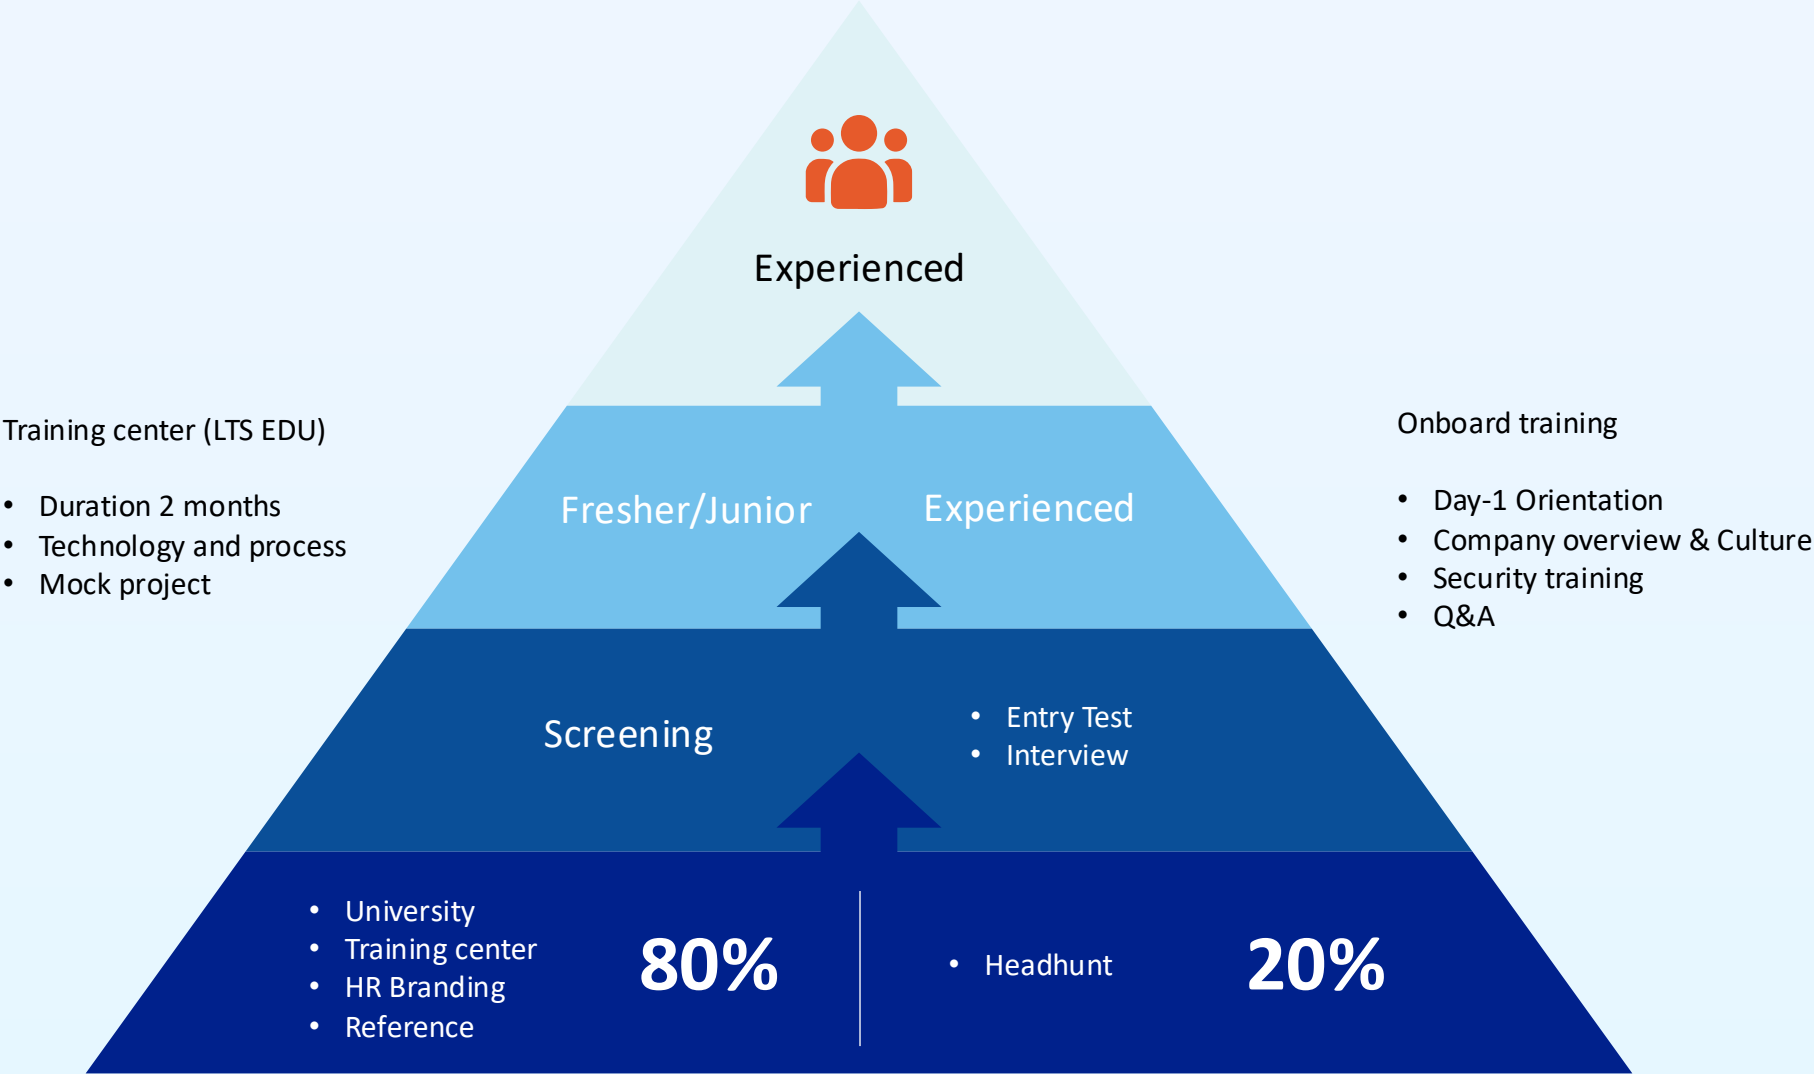 Experienced
Training center (LTS EDU)
• Duration 2 months
• Technology and process
• Mock project
Fresher/Junior
Experienced
Onboard training
• Day-1 Orientation
• Company overview & Culture
• Security training
• Q&A
Screening
• Entry Test
• Interview
• University
• Training center
• HR Branding
• Reference
80%
• Headhunt
20%